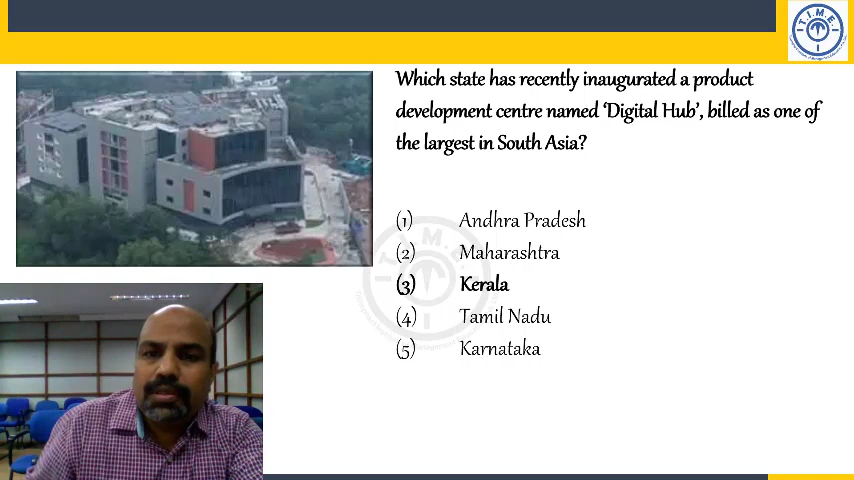 T.I.M.E.
Which state has recently inaugurated a product
development centre named ‘Digital Hub’, billed as one of
the largest in South Asia?
(1) Andhra Pradesh
(2) Maharashtra
(3) Kerala
(4) Tamil Nadu
(5) Karnataka